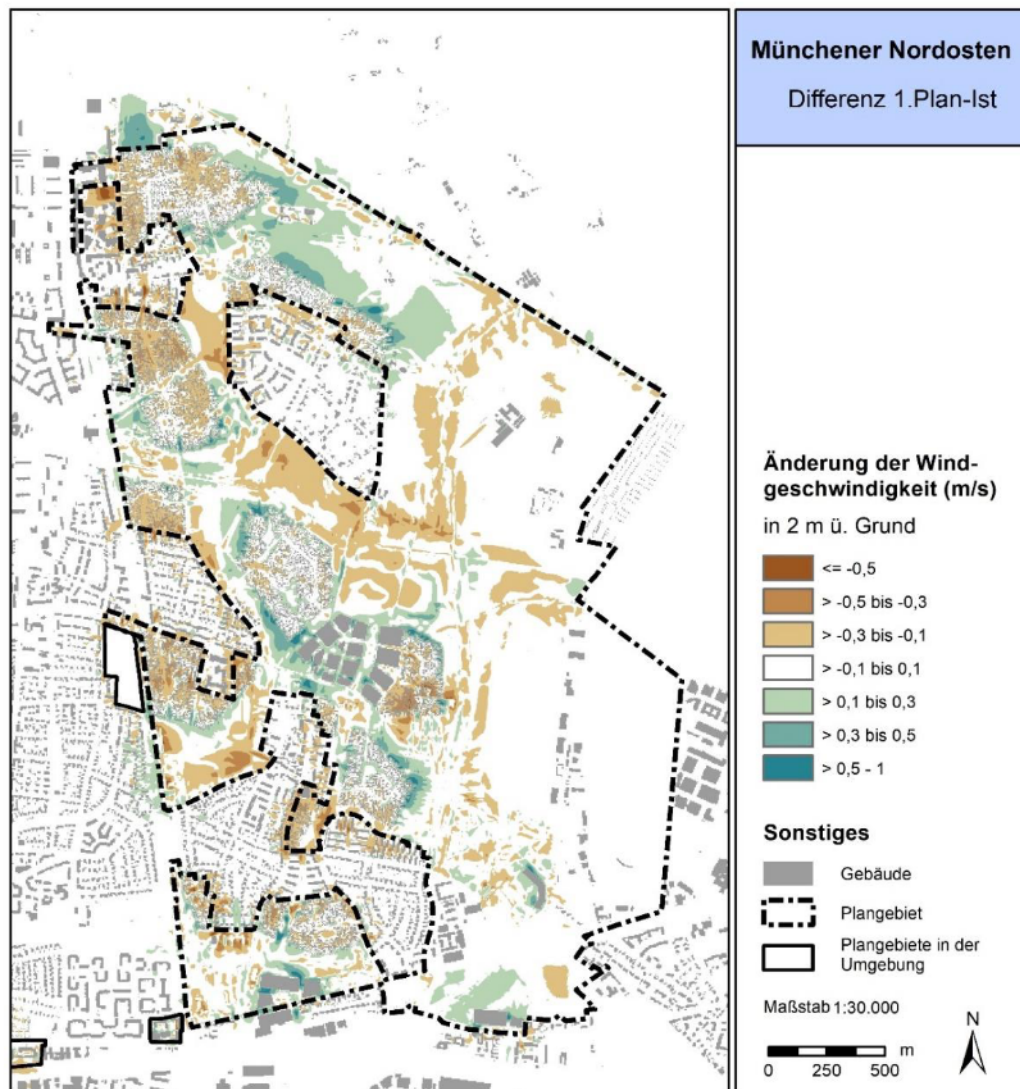 Münchener Nordosten
Differenz 1.Plan-Ist
Änderung der Wind-
geschwindigkeit (m/s)
in 2 m ü. Grund
<= -0,5
> -0,5 bis -0,3
> -0,3 bis -0,1
> -0,1 bis 0,1
> 0,1 bis 0,3
> 0,3 bis 0,5
> 0,5 - 1
Sonstiges
Gebäude
Plangebiet
Plangebiete in der
Umgebung
Maßstab 1:30.000
N
m
0 250 500